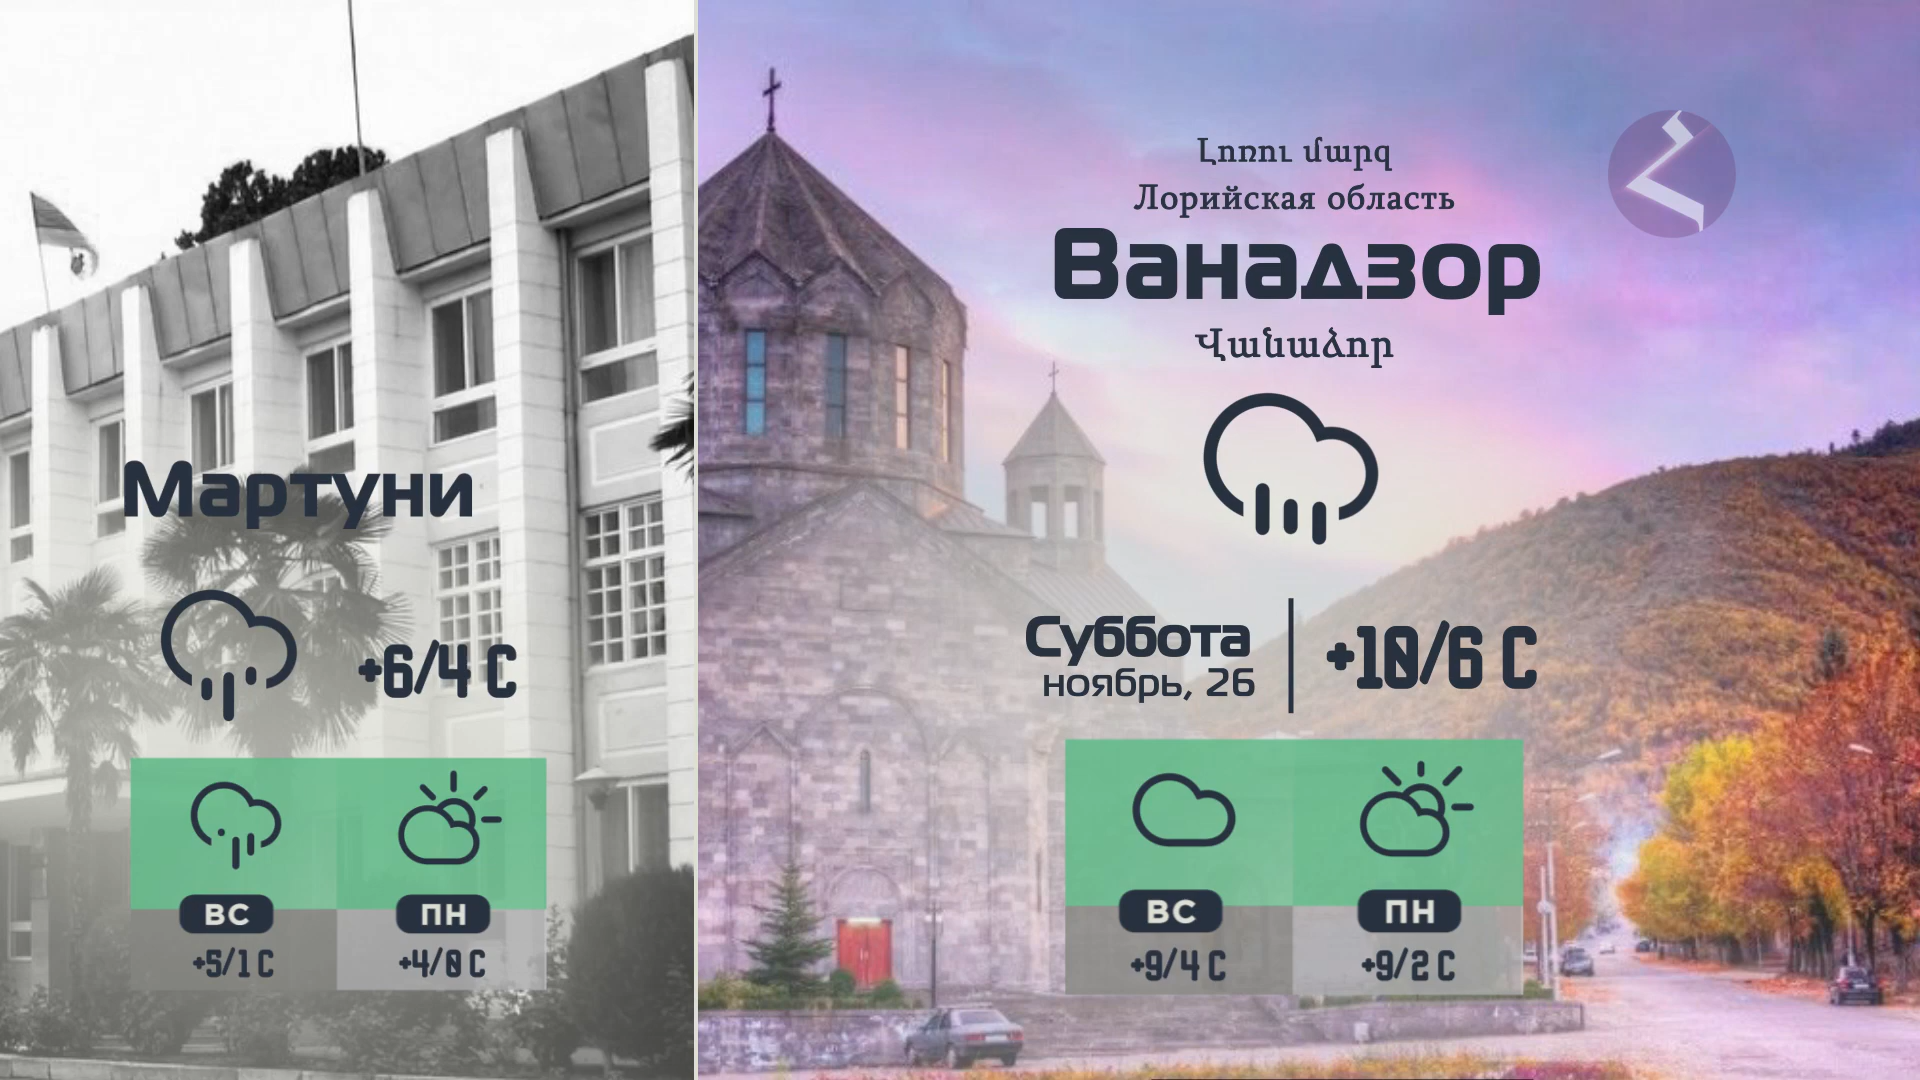 Мартуни
+6/4 C
ВС
ПН
+5/1 C
+4/0 C
Լոռու մարզ
Лорийская область
Ванадзор
Վանաձոր
Суббота
ноябрь, 26
+10/6 C
ВС
ПН
+9/4 C
+9/2 C